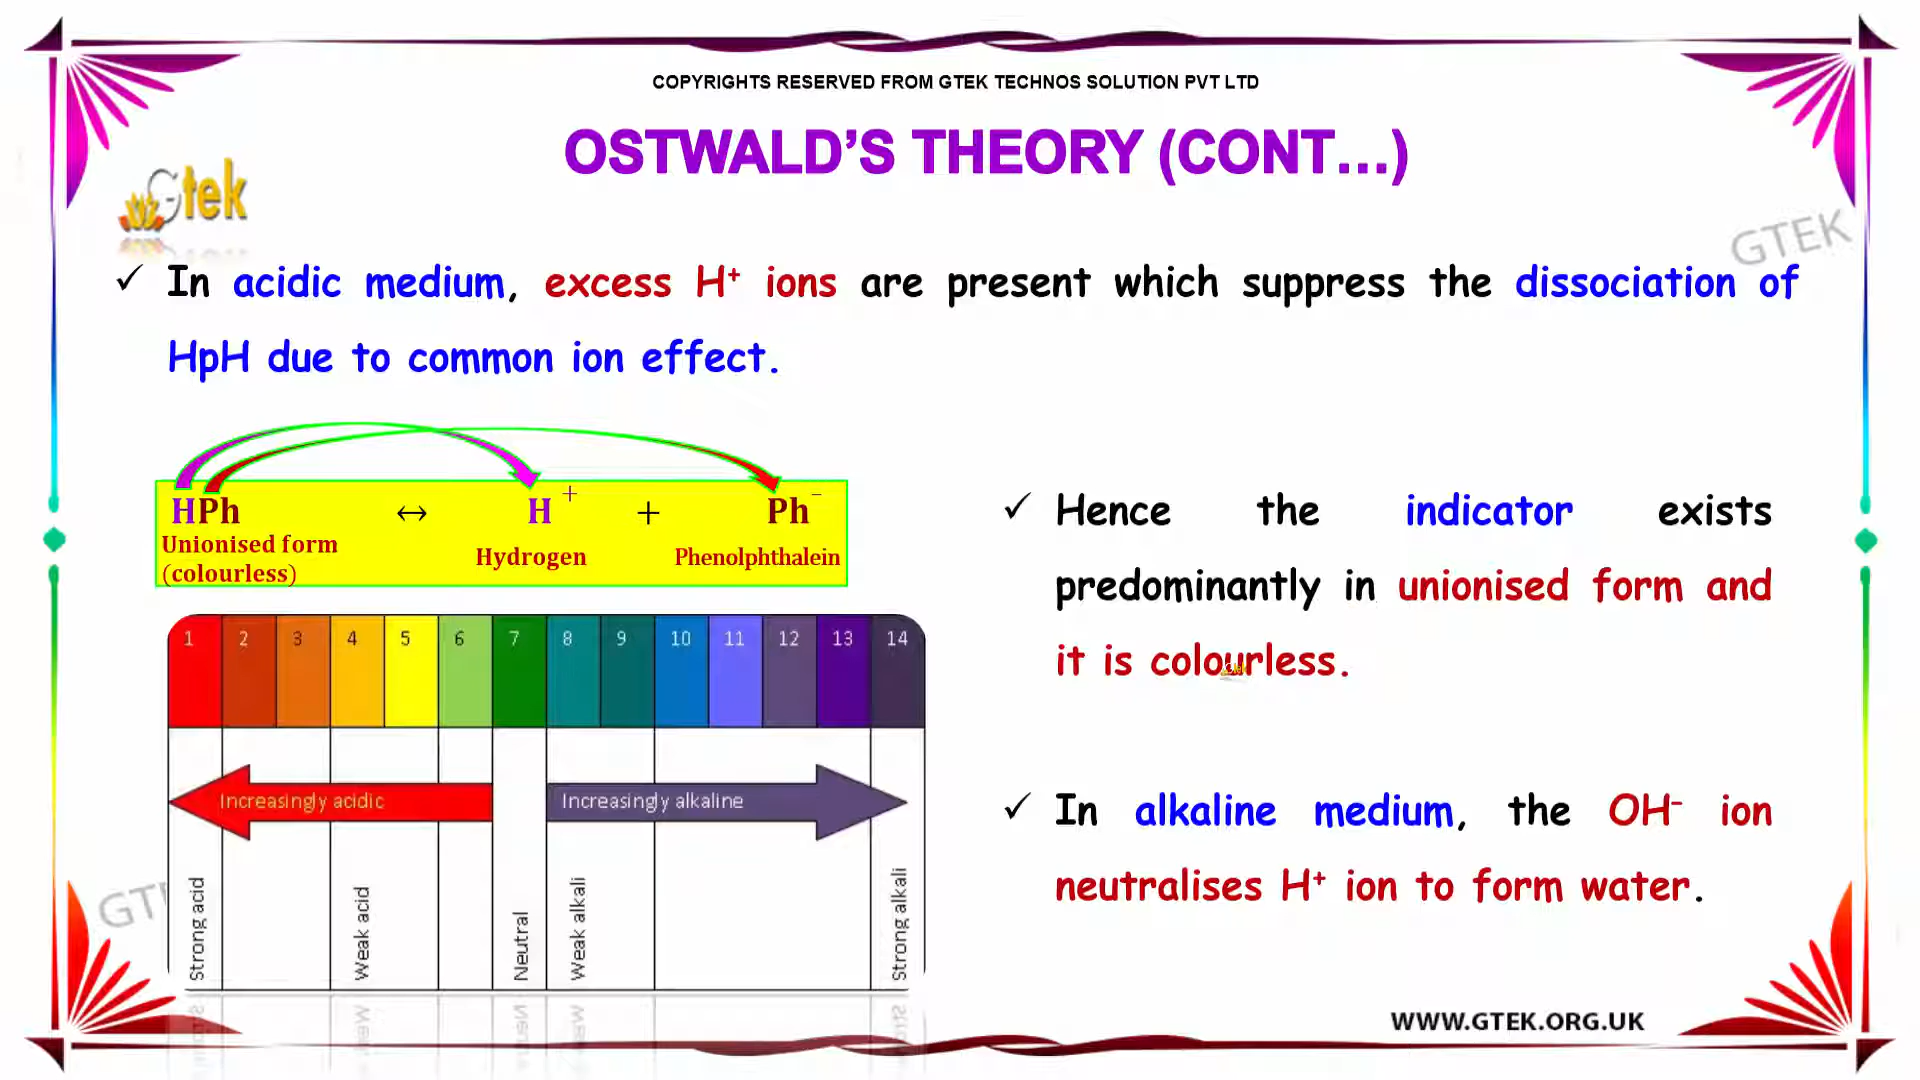 COPYRIGHTS RESERVED FROM GTEK TECHNOS SOLUTION PVT LTD
OSTWALD’S THEORY (CONT...)
Gtek
GTEK
✓ In acidic medium, excess H⁺ ions are present which suppress the dissociation of
HpH due to common ion effect.
HPh ↔ H⁺ + Ph⁻
Unionised form
(colourless)
Hydrogen
Phenolphthalein
✓ Hence the indicator exists
predominantly in unionised form and
it is colourless.
1 2 3 4 5 6 7 8 9 10 11 12 13 14
Increasingly acidic
Increasingly alkaline
Strong acid
Weak acid
Neutral
Weak alkali
Strong alkali
✓ In alkaline medium, the OH⁻ ion
neutralises H⁺ ion to form water.
WWW.GTEK.ORG.UK